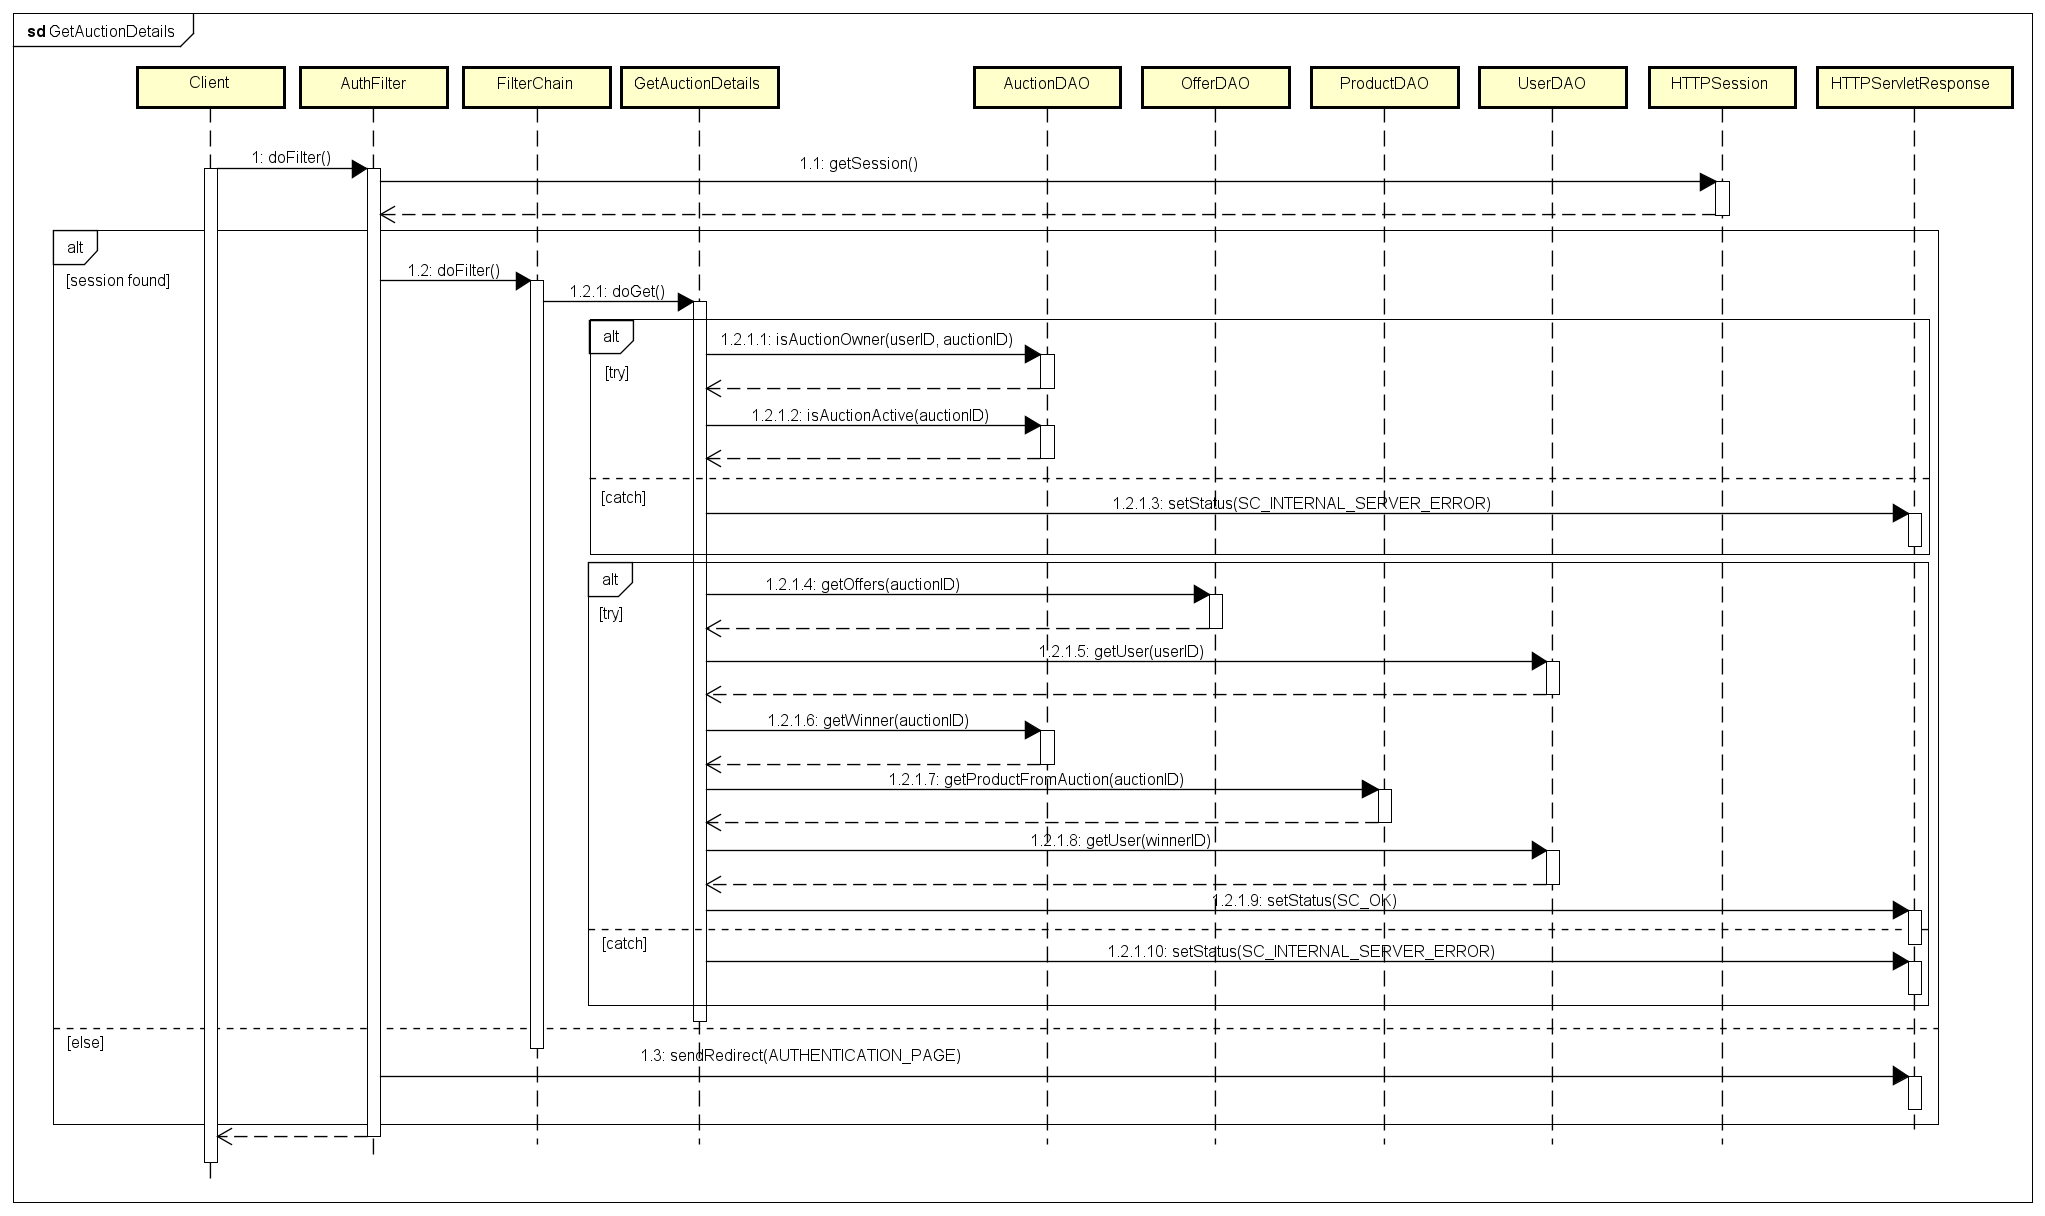 sd GetAuctionDetails
Client
AuthFilter
FilterChain
GetAuctionDetails
AuctionDAO
OfferDAO
ProductDAO
UserDAO
HTTPSession
HTTPServletResponse
1: doFilter()
1.1: getSession()
alt
[session found]
1.2: doFilter()
1.2.1: doGet()
alt
1.2.1.1: isAuctionOwner(userID, auctionID)
[try]
1.2.1.2: isAuctionActive(auctionID)
[catch]
1.2.1.3: setStatus(SC_INTERNAL_SERVER_ERROR)
alt
1.2.1.4: getOffers(auctionID)
[try]
1.2.1.5: getUser(userID)
1.2.1.6: getWinner(auctionID)
1.2.1.7: getProductFromAuction(auctionID)
1.2.1.8: getUser(winnerID)
1.2.1.9: setStatus(SC_OK)
[catch]
1.2.1.10: setStatus(SC_INTERNAL_SERVER_ERROR)
[else]
1.3: sendRedirect(AUTHENTICATION_PAGE)